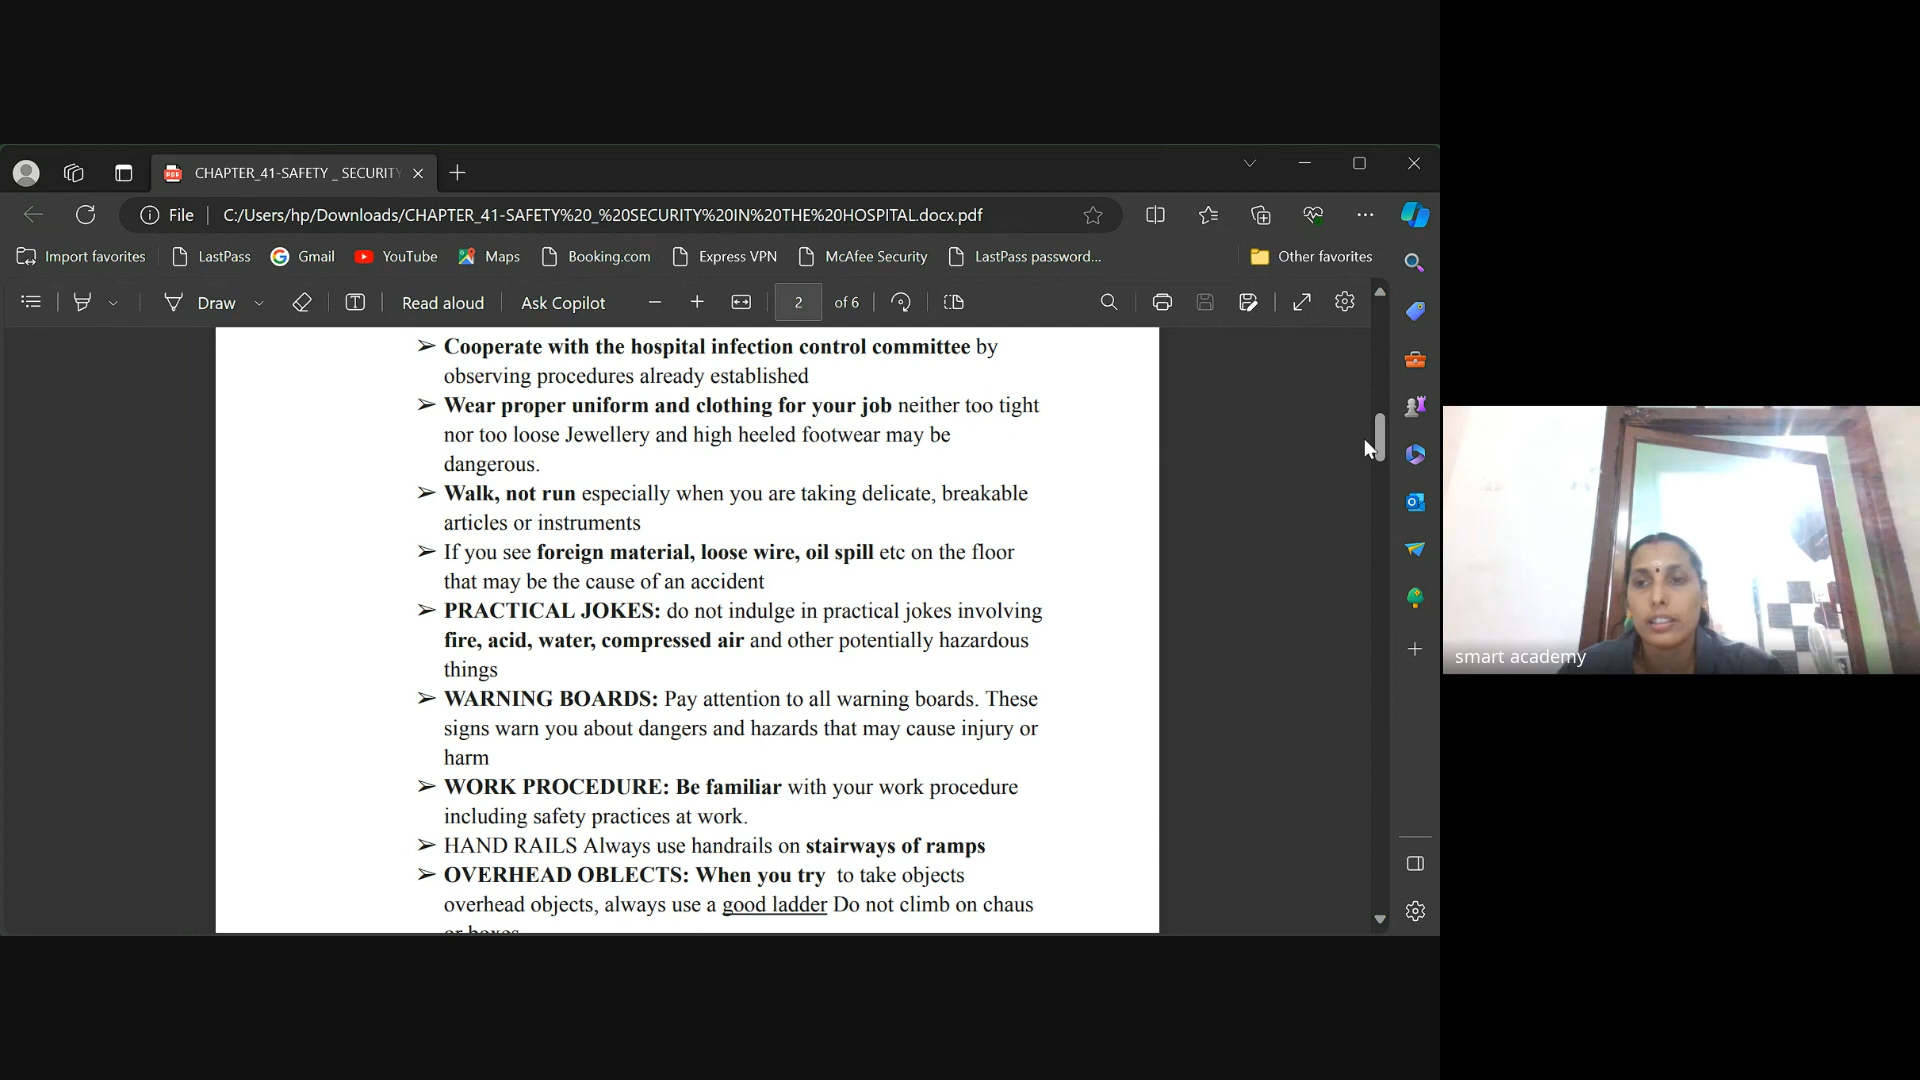 CHAPTER_41-SAFETY _ SECURITY
File
C:/Users/hp/Downloads/CHAPTER_41-SAFETY%20_%20SECURITY%20IN%20THE%20HOSPITAL.docx.pdf
Import favorites LastPass Gmail YouTube Maps Booking.com Express VPN McAfee Security LastPass password... Other favorites
Draw Read aloud Ask Copilot 2 of 6
➢ Cooperate with the hospital infection control committee by
observing procedures already established
➢ Wear proper uniform and clothing for your job neither too tight
nor too loose Jewellery and high heeled footwear may be
dangerous.
➢ Walk, not run especially when you are taking delicate, breakable
articles or instruments
➢ If you see foreign material, loose wire, oil spill etc on the floor
that may be the cause of an accident
➢ PRACTICAL JOKES: do not indulge in practical jokes involving
fire, acid, water, compressed air and other potentially hazardous
things
➢ WARNING BOARDS: Pay attention to all warning boards. These
signs warn you about dangers and hazards that may cause injury or
harm
➢ WORK PROCEDURE: Be familiar with your work procedure
including safety practices at work.
➢ HAND RAILS Always use handrails on stairways of ramps
➢ OVERHEAD OBLECTS: When you try to take objects
overhead objects, always use a good ladder Do not climb on chaus
or boxes
smart academy